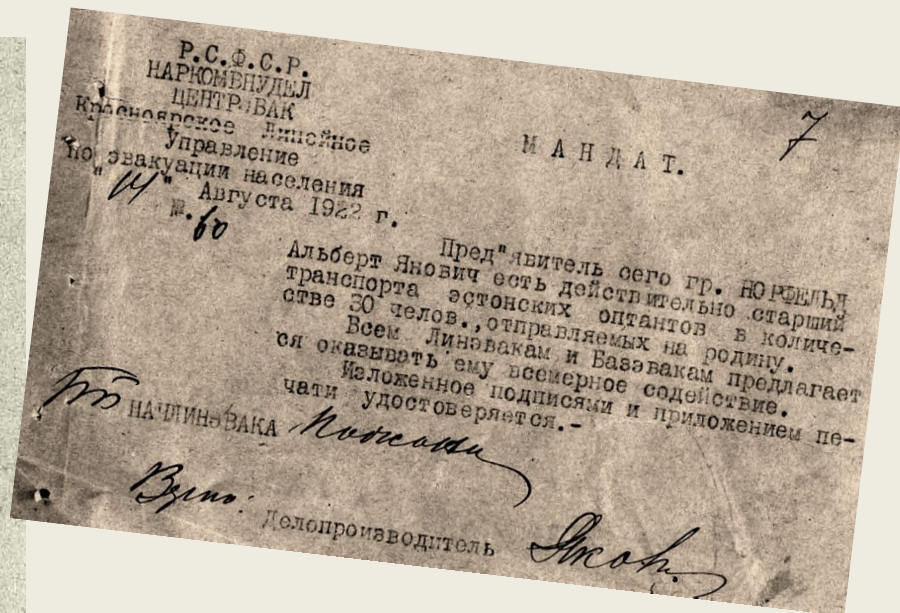 Р.С.Ф.С.Р.
НАРКОМВНУДЕЛ
ЦЕНТРЭВАК
Красноярское Линейное
Управление
по эвакуации населения
"14" Августа 1922 г.
№. 60
МАНДАТ.
7
Пред"явитель сего гр. НОРФЕЛЬД
Альберт Янович есть действительно старший
транспорта эстонских оптантов в количе-
стве 30 челов.,отправляемых на родину.
Всем Линэвакам и Базэвакам предлагает
ся оказывать ему всемерное содействие.
Изложенное подписями и приложением пе-
чати удостоверяется.-
НАЧЛИНЭВАКА
Делопроизводитель